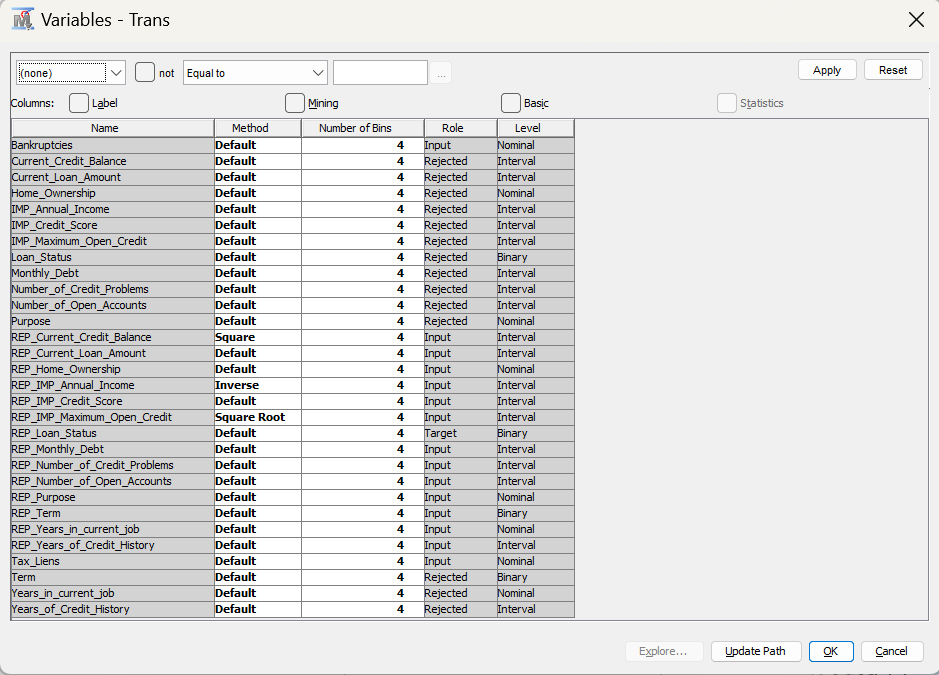 Variables - Trans
(none) not Equal to ... Apply Reset
Columns: Label Mining Basic Statistics
Name Method Number of Bins Role Level
Bankruptcies Default 4 Input Nominal
Current_Credit_Balance Default 4 Rejected Interval
Current_Loan_Amount Default 4 Rejected Interval
Home_Ownership Default 4 Rejected Nominal
IMP_Annual_Income Default 4 Rejected Interval
IMP_Credit_Score Default 4 Rejected Interval
IMP_Maximum_Open_Credit Default 4 Rejected Interval
Loan_Status Default 4 Rejected Binary
Monthly_Debt Default 4 Rejected Interval
Number_of_Credit_Problems Default 4 Rejected Interval
Number_of_Open_Accounts Default 4 Rejected Interval
Purpose Default 4 Rejected Nominal
REP_Current_Credit_Balance Square 4 Input Interval
REP_Current_Loan_Amount Default 4 Input Interval
REP_Home_Ownership Default 4 Input Nominal
REP_IMP_Annual_Income Inverse 4 Input Interval
REP_IMP_Credit_Score Default 4 Input Interval
REP_IMP_Maximum_Open_Credit Square Root 4 Input Interval
REP_Loan_Status Default 4 Target Binary
REP_Monthly_Debt Default 4 Input Interval
REP_Number_of_Credit_Problems Default 4 Input Interval
REP_Number_of_Open_Accounts Default 4 Input Interval
REP_Purpose Default 4 Input Nominal
REP_Term Default 4 Input Binary
REP_Years_in_current_job Default 4 Input Nominal
REP_Years_of_Credit_History Default 4 Input Interval
Tax_Liens Default 4 Input Nominal
Term Default 4 Rejected Binary
Years_in_current_job Default 4 Rejected Nominal
Years_of_Credit_History Default 4 Rejected Interval
Explore... Update Path OK Cancel